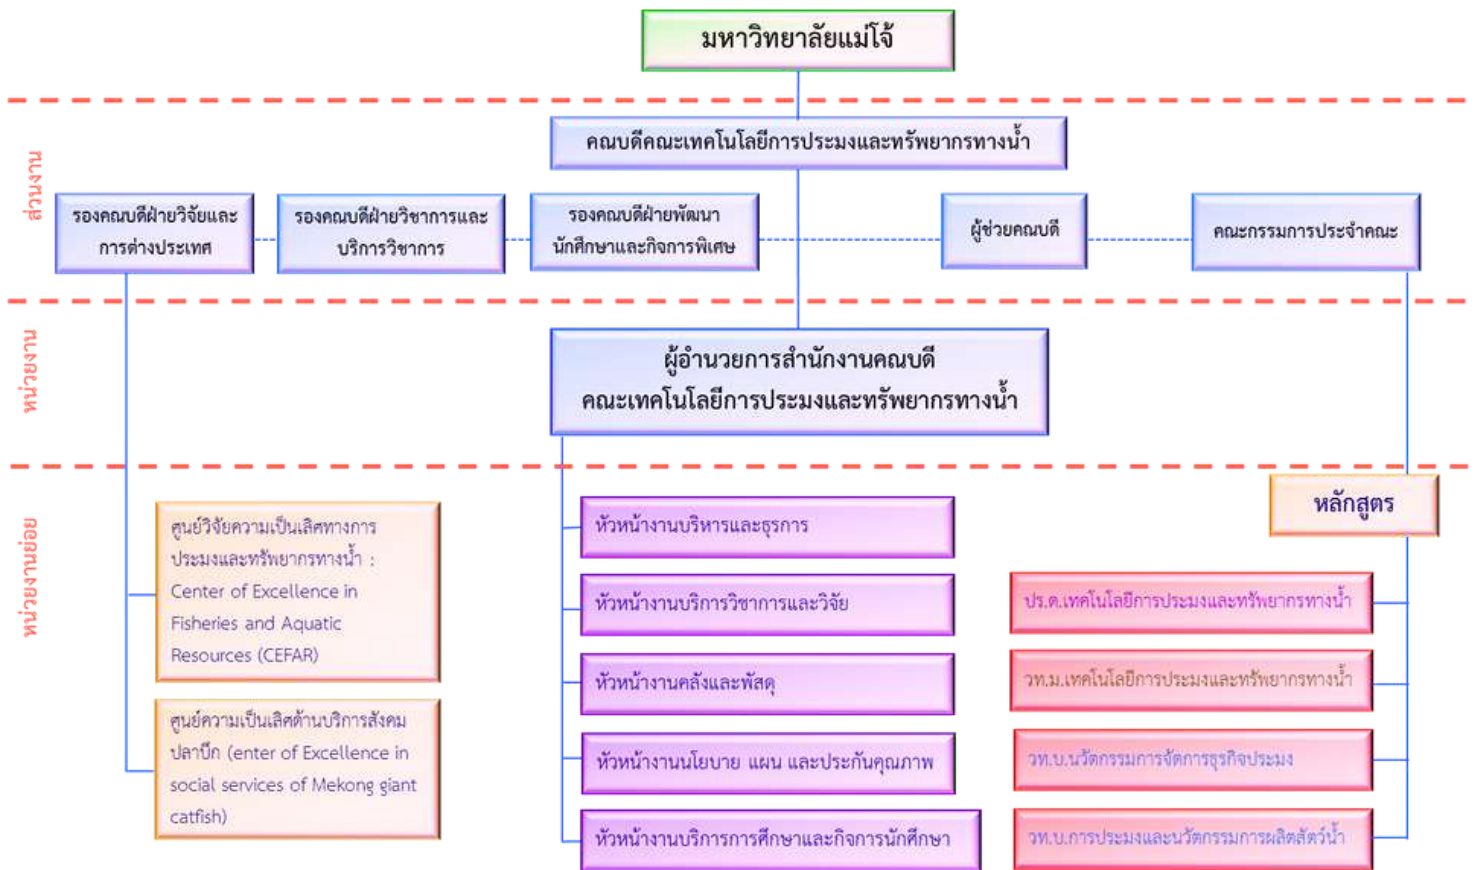 มหาวิทยาลัยแม่โจ้
ส่วนงาน
คณบดีคณะเทคโนโลยีการประมงและทรัพยากรทางน้ำ
รองคณบดีฝ่ายวิจัยและ
การต่างประเทศ
รองคณบดีฝ่ายวิชาการและ
บริการวิชาการ
รองคณบดีฝ่ายพัฒนา
นักศึกษาและกิจการพิเศษ
ผู้ช่วยคณบดี
คณะกรรมการประจำคณะ
หน่วยงาน
ผู้อำนวยการสำนักงานคณบดี
คณะเทคโนโลยีการประมงและทรัพยากรทางน้ำ
หน่วยงานย่อย
ศูนย์วิจัยความเป็นเลิศทางการ
ประมงและทรัพยากรทางน้ำ :
Center of Excellence in
Fisheries and Aquatic
Resources (CEFAR)
ศูนย์ความเป็นเลิศด้านบริการสังคม
ปลาบึก (enter of Excellence in
social services of Mekong giant
catfish)
หัวหน้างานบริหารและธุรการ
หัวหน้างานบริการวิชาการและวิจัย
หัวหน้างานคลังและพัสดุ
หัวหน้างานนโยบาย แผน และประกันคุณภาพ
หัวหน้างานบริการการศึกษาและกิจการนักศึกษา
หลักสูตร
ปร.ด.เทคโนโลยีการประมงและทรัพยากรทางน้ำ
วท.ม.เทคโนโลยีการประมงและทรัพยากรทางน้ำ
วท.บ.นวัตกรรมการจัดการธุรกิจประมง
วท.บ.การประมงและนวัตกรรมการผลิตสัตว์น้ำ